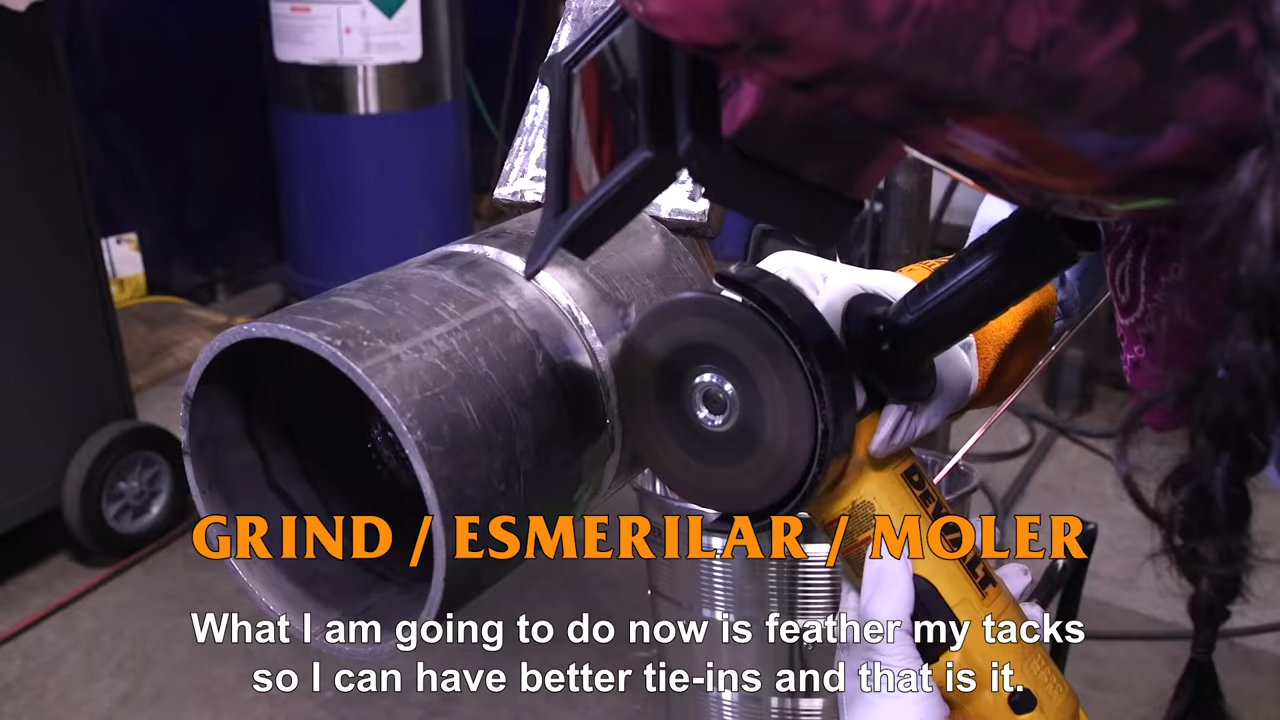 DEWALT
GRIND / ESMERILAR / MOLER
What I am going to do now is feather my tacks
so I can have better tie-ins and that is it.